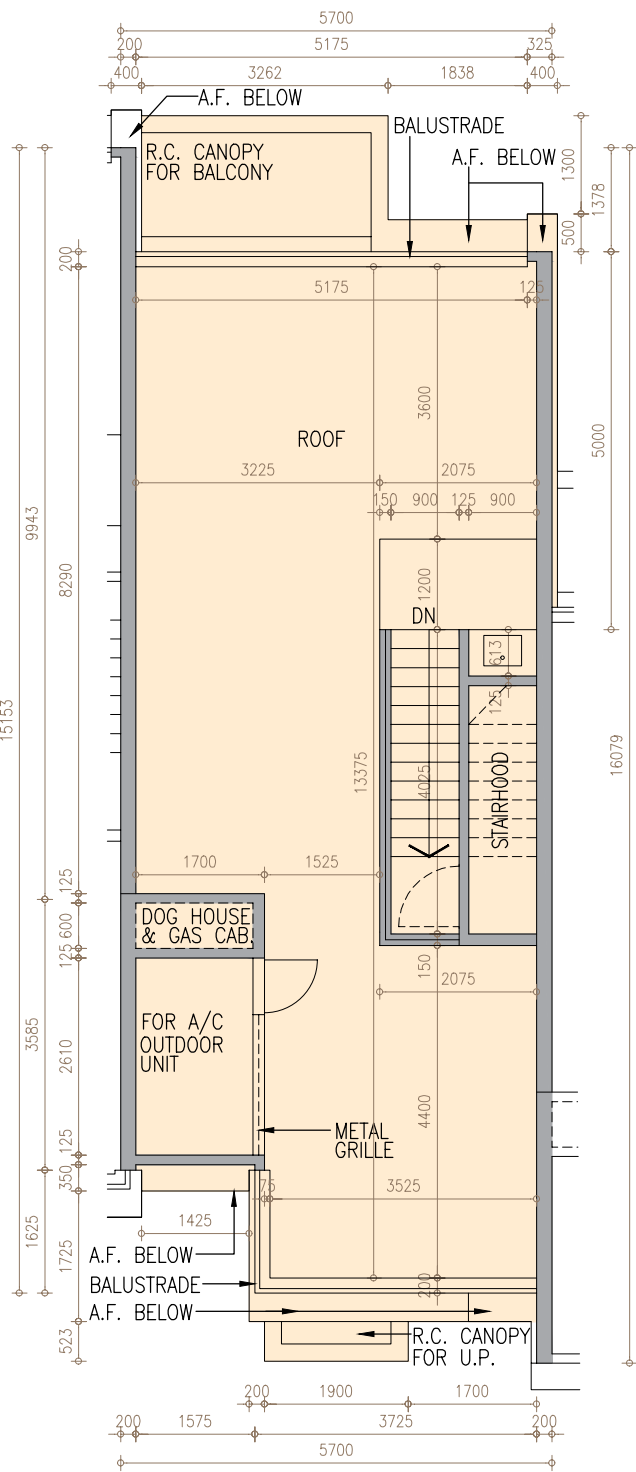 5700
200 5175 325
400 3262 1838 400
A.F. BELOW
BALUSTRADE
R.C. CANOPY
FOR BALCONY
A.F. BELOW
1300
1378
500
200
5175 125
3600
ROOF
5000
3225 2075
150 900 125 900
9943
8290
1200
DN
613
125
15153
16079
13375
4025
STAIRHOOD
1700 1525
125
DOG HOUSE
& GAS CAB.
600
125
150
2075
FOR A/C
OUTDOOR
UNIT
3585
2610
4400
METAL
GRILLE
125
350
75 3525
1625
1425
1725
A.F. BELOW
BALUSTRADE
200
A.F. BELOW
R.C. CANOPY
FOR U.P.
523
200 1900 1700
200 1575 3725 200
5700